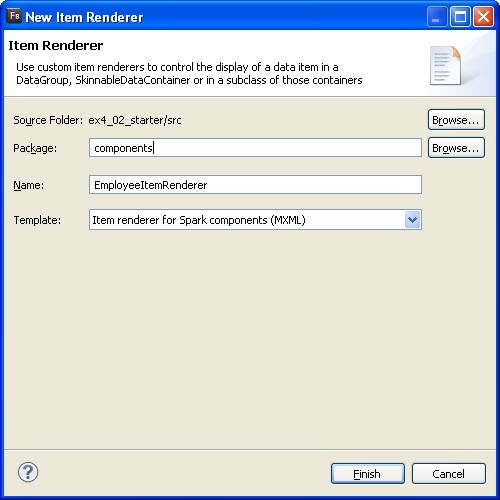 FB New Item Renderer
Item Renderer
Use custom item renderers to control the display of a data item in a
DataGroup, SkinnableDataContainer or in a subclass of those containers
Source Folder: ex4_02_starter/src Browse...
Package: components Browse...
Name: EmployeeItemRenderer
Template: Item renderer for Spark components (MXML)
? Finish Cancel